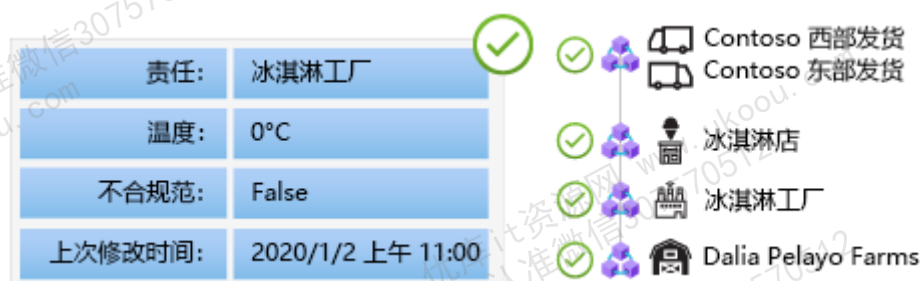 责任: 冰淇淋工厂
温度: 0°C
不合规范: False
上次修改时间: 2020/1/2 上午 11:00
Contoso 西部发货
Contoso 东部发货
冰淇淋店
冰淇淋工厂
Dalia Pelayo Farms